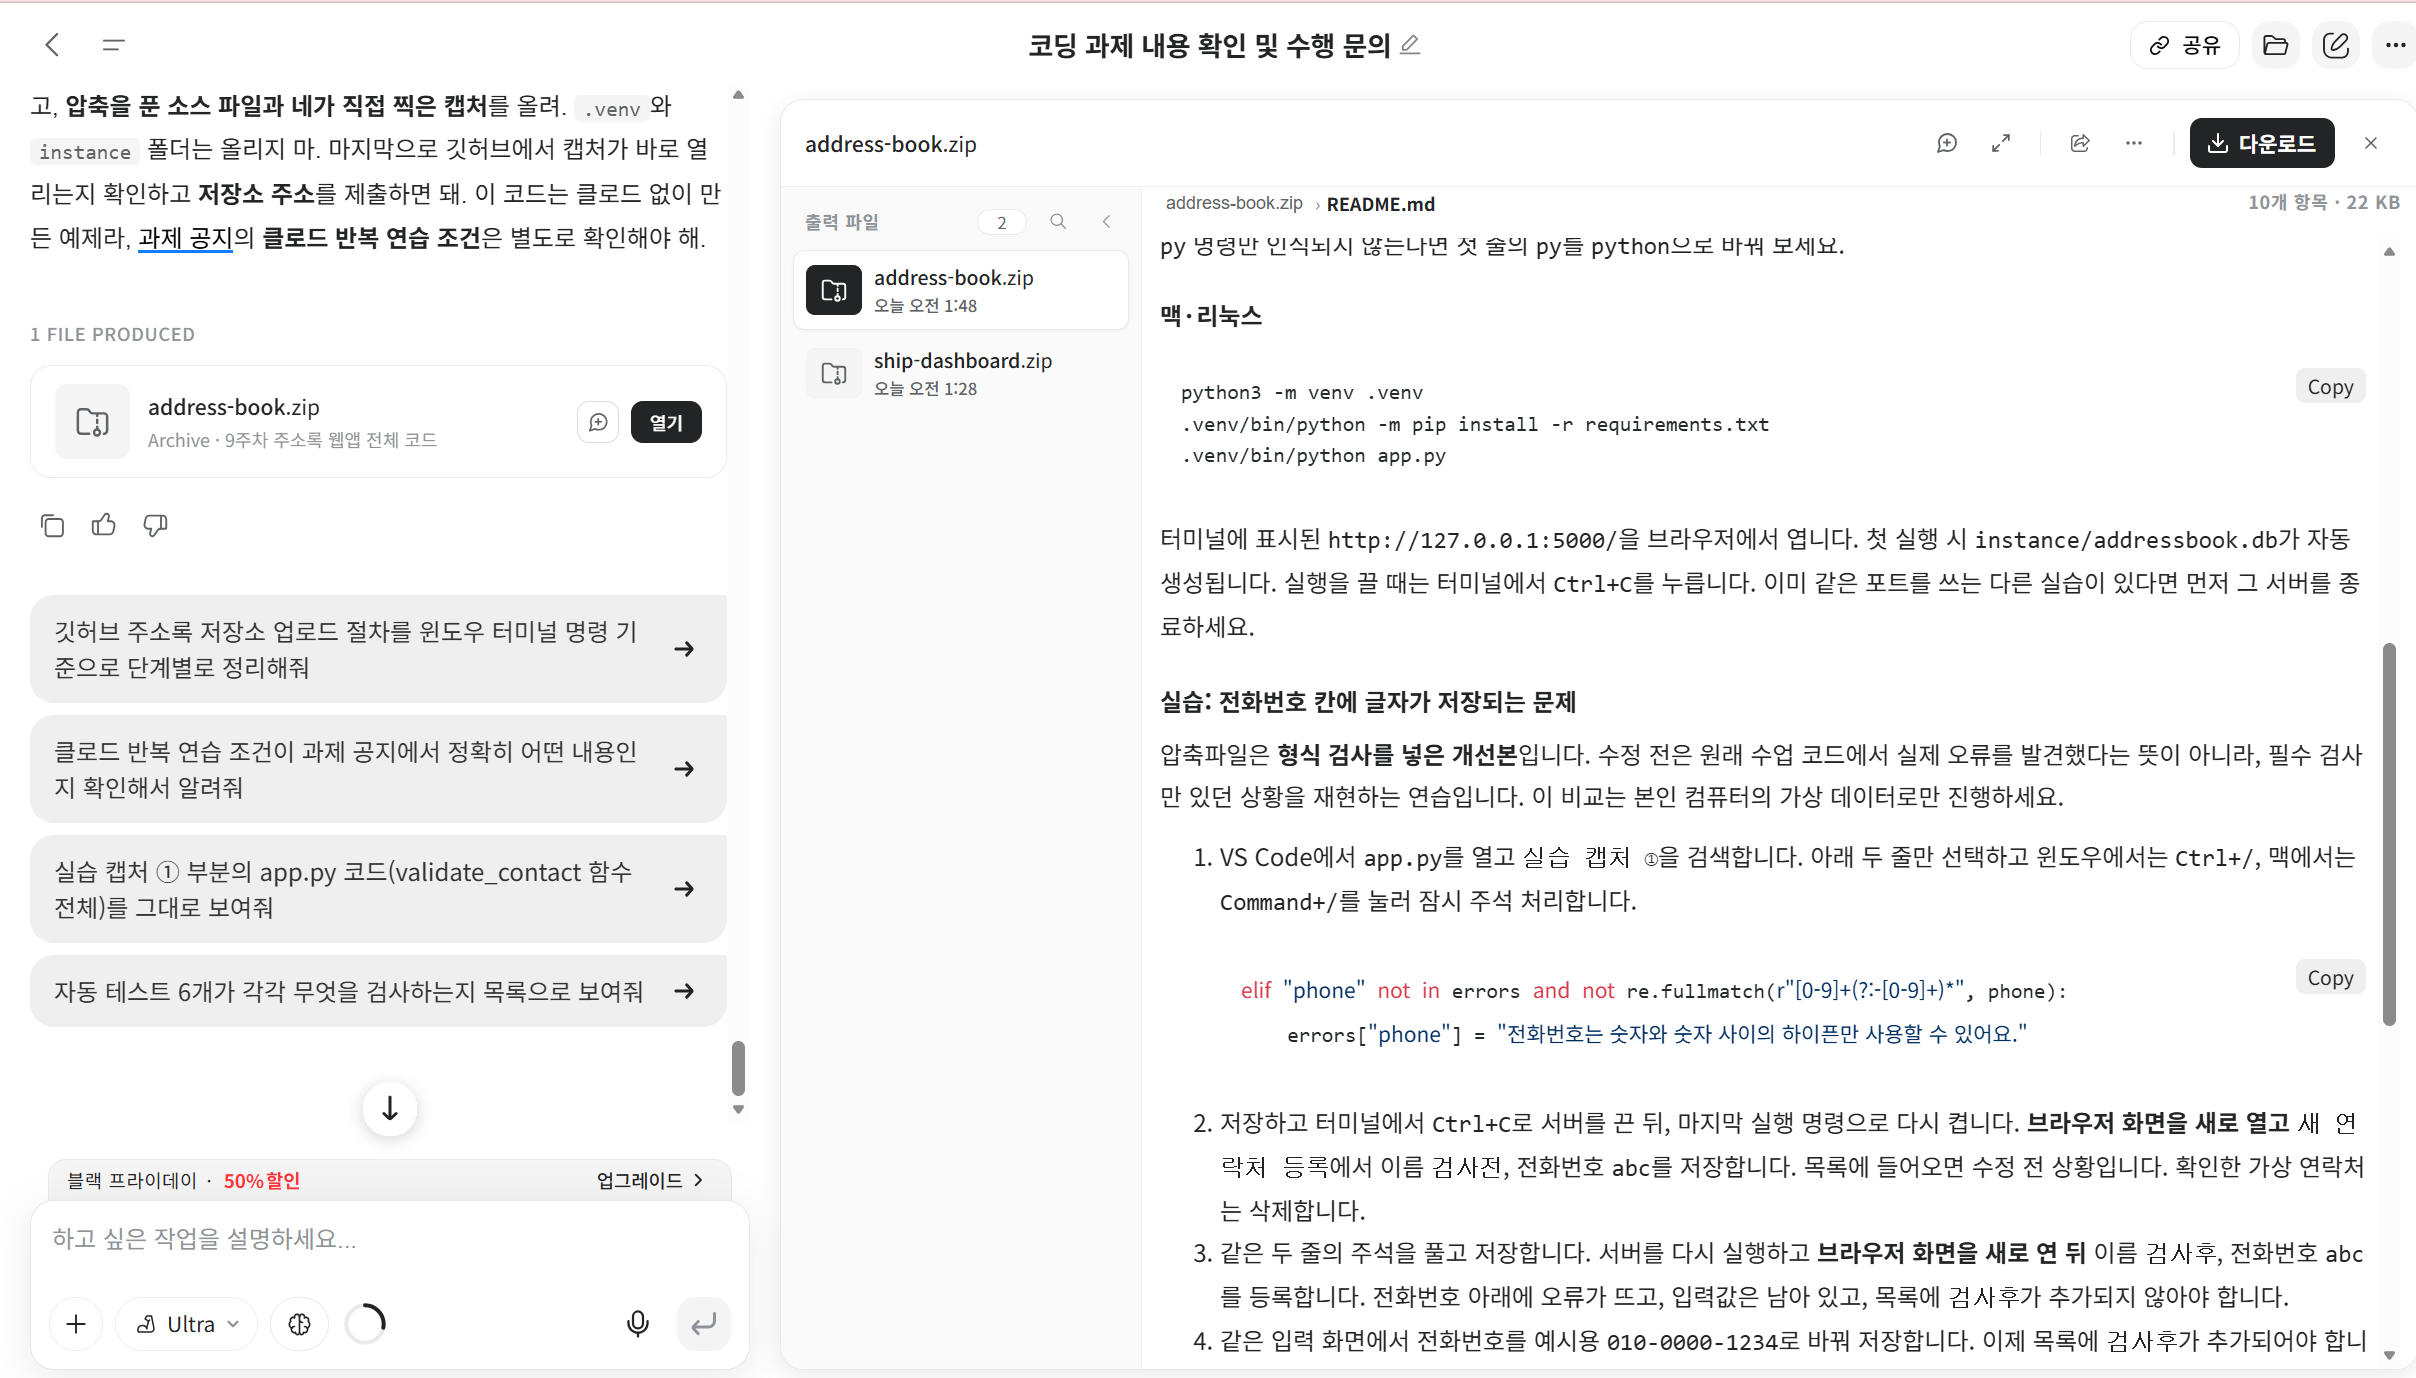 코딩 과제 내용 확인 및 수행 문의
공유
고, 압축을 푼 소스 파일과 네가 직접 찍은 캡처를 올려. .venv 와
instance 폴더는 올리지 마. 마지막으로 깃허브에서 캡처가 바로 열
리는지 확인하고 저장소 주소를 제출하면 돼. 이 코드는 클로드 없이 만
든 예제라, 과제 공지의 클로드 반복 연습 조건은 별도로 확인해야 해.
1 FILE PRODUCED
address-book.zip
Archive · 9주차 주소록 웹앱 전체 코드
열기
깃허브 주소록 저장소 업로드 절차를 윈도우 터미널 명령 기
준으로 단계별로 정리해줘
클로드 반복 연습 조건이 과제 공지에서 정확히 어떤 내용인
지 확인해서 알려줘
실습 캡처 ① 부분의 app.py 코드(validate_contact 함수
전체)를 그대로 보여줘
자동 테스트 6개가 각각 무엇을 검사하는지 목록으로 보여줘
블랙 프라이데이 · 50%할인
업그레이드
하고 싶은 작업을 설명하세요...
Ultra
address-book.zip
다운로드
출력 파일
2
address-book.zip
오늘 오전 1:48
ship-dashboard.zip
오늘 오전 1:28
address-book.zip › README.md
10개 항목 · 22 KB
py 명령만 인식되지 않는다면 첫 줄의 py를 python으로 바꿔 보세요.
맥·리눅스
Copy
python3 -m venv .venv
.venv/bin/python -m pip install -r requirements.txt
.venv/bin/python app.py
터미널에 표시된 http://127.0.0.1:5000/을 브라우저에서 엽니다. 첫 실행 시 instance/addressbook.db가 자동
생성됩니다. 실행을 끌 때는 터미널에서 Ctrl+C를 누릅니다. 이미 같은 포트를 쓰는 다른 실습이 있다면 먼저 그 서버를 종
료하세요.
실습: 전화번호 칸에 글자가 저장되는 문제
압축파일은 형식 검사를 넣은 개선본입니다. 수정 전은 원래 수업 코드에서 실제 오류를 발견했다는 뜻이 아니라, 필수 검사
만 있던 상황을 재현하는 연습입니다. 이 비교는 본인 컴퓨터의 가상 데이터로만 진행하세요.
1. VS Code에서 app.py를 열고 실습 캡처 ①을 검색합니다. 아래 두 줄만 선택하고 윈도우에서는 Ctrl+/, 맥에서는
Command+/를 눌러 잠시 주석 처리합니다.
Copy
elif "phone" not in errors and not re.fullmatch(r"[0-9]+(?:-[0-9]+)*", phone):
errors["phone"] = "전화번호는 숫자와 숫자 사이의 하이픈만 사용할 수 있어요."
2. 저장하고 터미널에서 Ctrl+C로 서버를 끈 뒤, 마지막 실행 명령으로 다시 켭니다. 브라우저 화면을 새로 열고 새 연
락처 등록에서 이름 검사전, 전화번호 abc를 저장합니다. 목록에 들어오면 수정 전 상황입니다. 확인한 가상 연락처
는 삭제합니다.
3. 같은 두 줄의 주석을 풀고 저장합니다. 서버를 다시 실행하고 브라우저 화면을 새로 연 뒤 이름 검사후, 전화번호 abc
를 등록합니다. 전화번호 아래에 오류가 뜨고, 입력값은 남아 있고, 목록에 검사후가 추가되지 않아야 합니다.
4. 같은 입력 화면에서 전화번호를 예시용 010-0000-1234로 바꿔 저장합니다. 이제 목록에 검사후가 추가되어야 합니